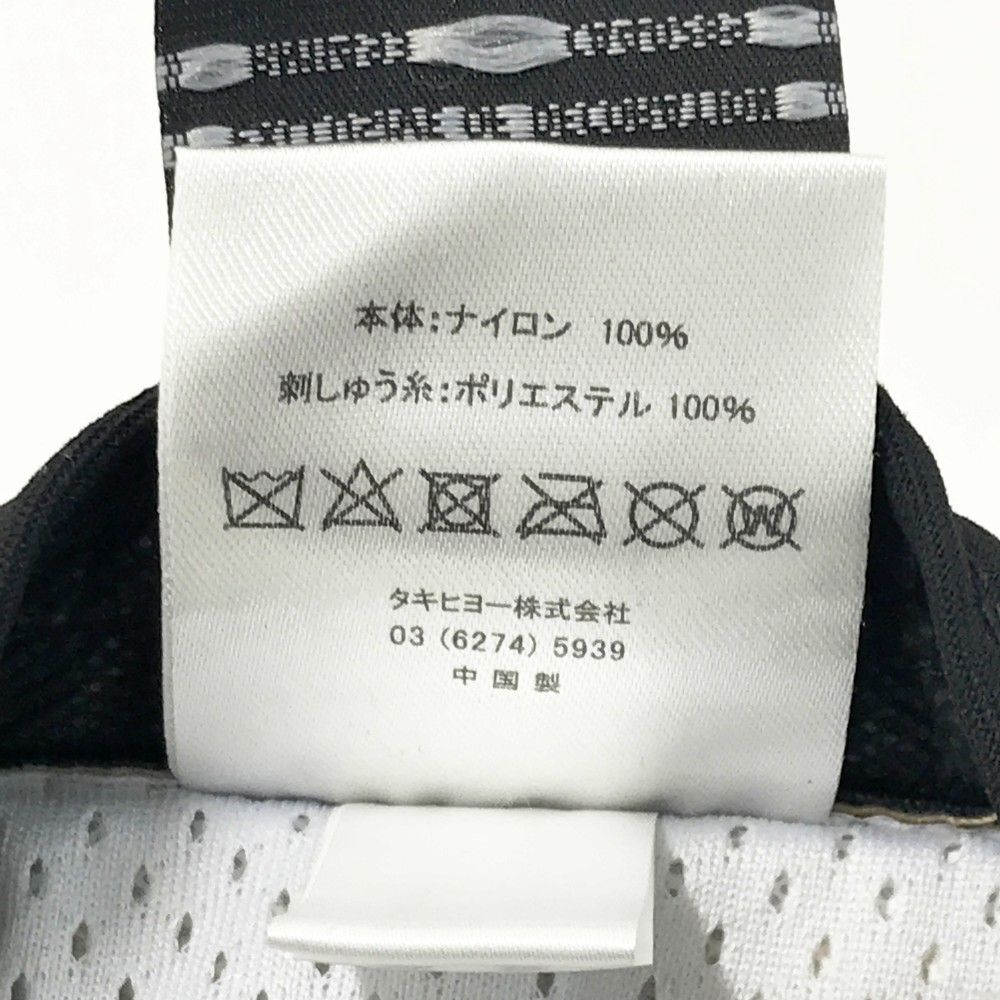 本体:ナイロン 100%
刺しゅう糸:ポリエステル 100%
W
タキヒヨー株式会社
03 (6274) 5939
中国製